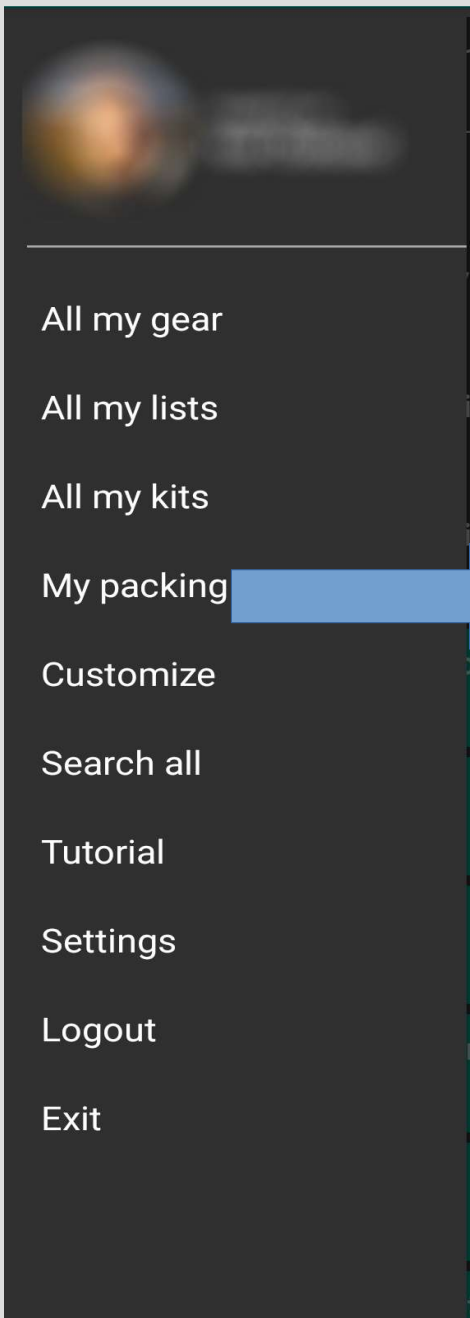 All my gear
All my lists
All my kits
My packing
Customize
Search all
Tutorial
Settings
Logout
Exit